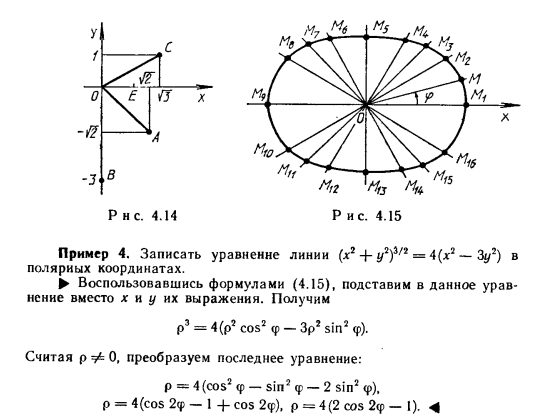 y
1
C
√2
O
E
√3
x
-√2
A
-3
B
Рис. 4.14
M₇ M₆ M₅ M₄
M₈ M₃
M₂
M
M₉ O φ M₁
x
M₁₀ M₁₆
M₁₁ M₁₅
M₁₂ M₁₃ M₁₄
Рис. 4.15
Пример 4. Записать уравнение линии (x² + y²)³/² = 4(x² − 3y²) в
полярных координатах.
▶ Воспользовавшись формулами (4.15), подставим в данное урав-
нение вместо x и y их выражения. Получим
ρ³ = 4(ρ² cos² φ − 3ρ² sin² φ).
Считая ρ ≠ 0, преобразуем последнее уравнение:
ρ = 4(cos² φ − sin² φ − 2 sin² φ),
ρ = 4(cos 2φ − 1 + cos 2φ), ρ = 4(2 cos 2φ − 1). ◀